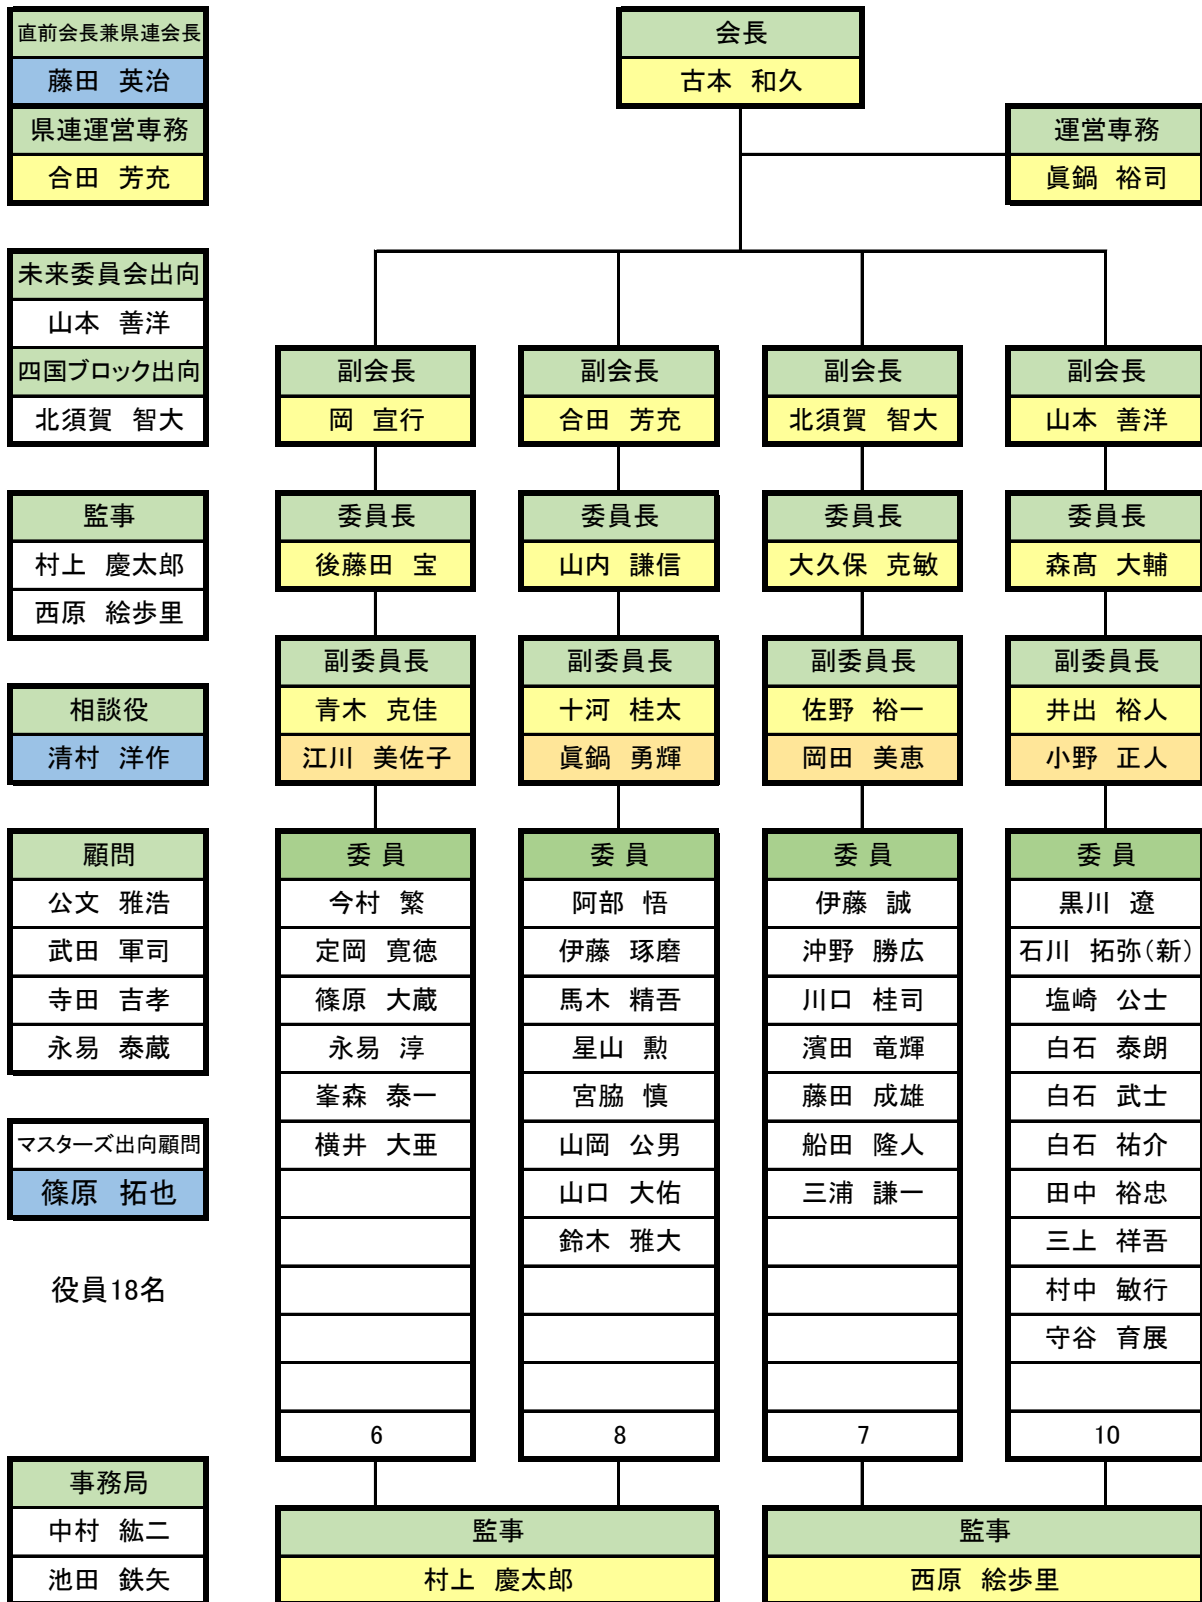 直前会長兼県連会長
藤田 英治
県連運営専務
合田 芳充
会長
古本 和久
運営専務
眞鍋 裕司
未来委員会出向
山本 善洋
四国ブロック出向
北須賀 智大
監事
村上 慶太郎
西原 絵歩里
相談役
清村 洋作
顧問
公文 雅浩
武田 軍司
寺田 吉孝
永易 泰蔵
マスターズ出向顧問
篠原 拓也
役員18名
事務局
中村 紘二
池田 鉄矢
副会長
岡 宣行
委員長
後藤田 宝
副委員長
青木 克佳
江川 美佐子
委 員
今村 繁
定岡 寛徳
篠原 大蔵
永易 淳
峯森 泰一
横井 大亜
6
副会長
合田 芳充
委員長
山内 謙信
副委員長
十河 桂太
眞鍋 勇輝
委 員
阿部 悟
伊藤 琢磨
馬木 精吾
星山 勲
宮脇 慎
山岡 公男
山口 大佑
鈴木 雅大
8
副会長
北須賀 智大
委員長
大久保 克敏
副委員長
佐野 裕一
岡田 美恵
委 員
伊藤 誠
沖野 勝広
川口 桂司
濱田 竜輝
藤田 成雄
船田 隆人
三浦 謙一
7
副会長
山本 善洋
委員長
森髙 大輔
副委員長
井出 裕人
小野 正人
委 員
黒川 遼
石川 拓弥(新)
塩崎 公士
白石 泰朗
白石 武士
白石 祐介
田中 裕忠
三上 祥吾
村中 敏行
守谷 育展
10
監事
村上 慶太郎
監事
西原 絵歩里